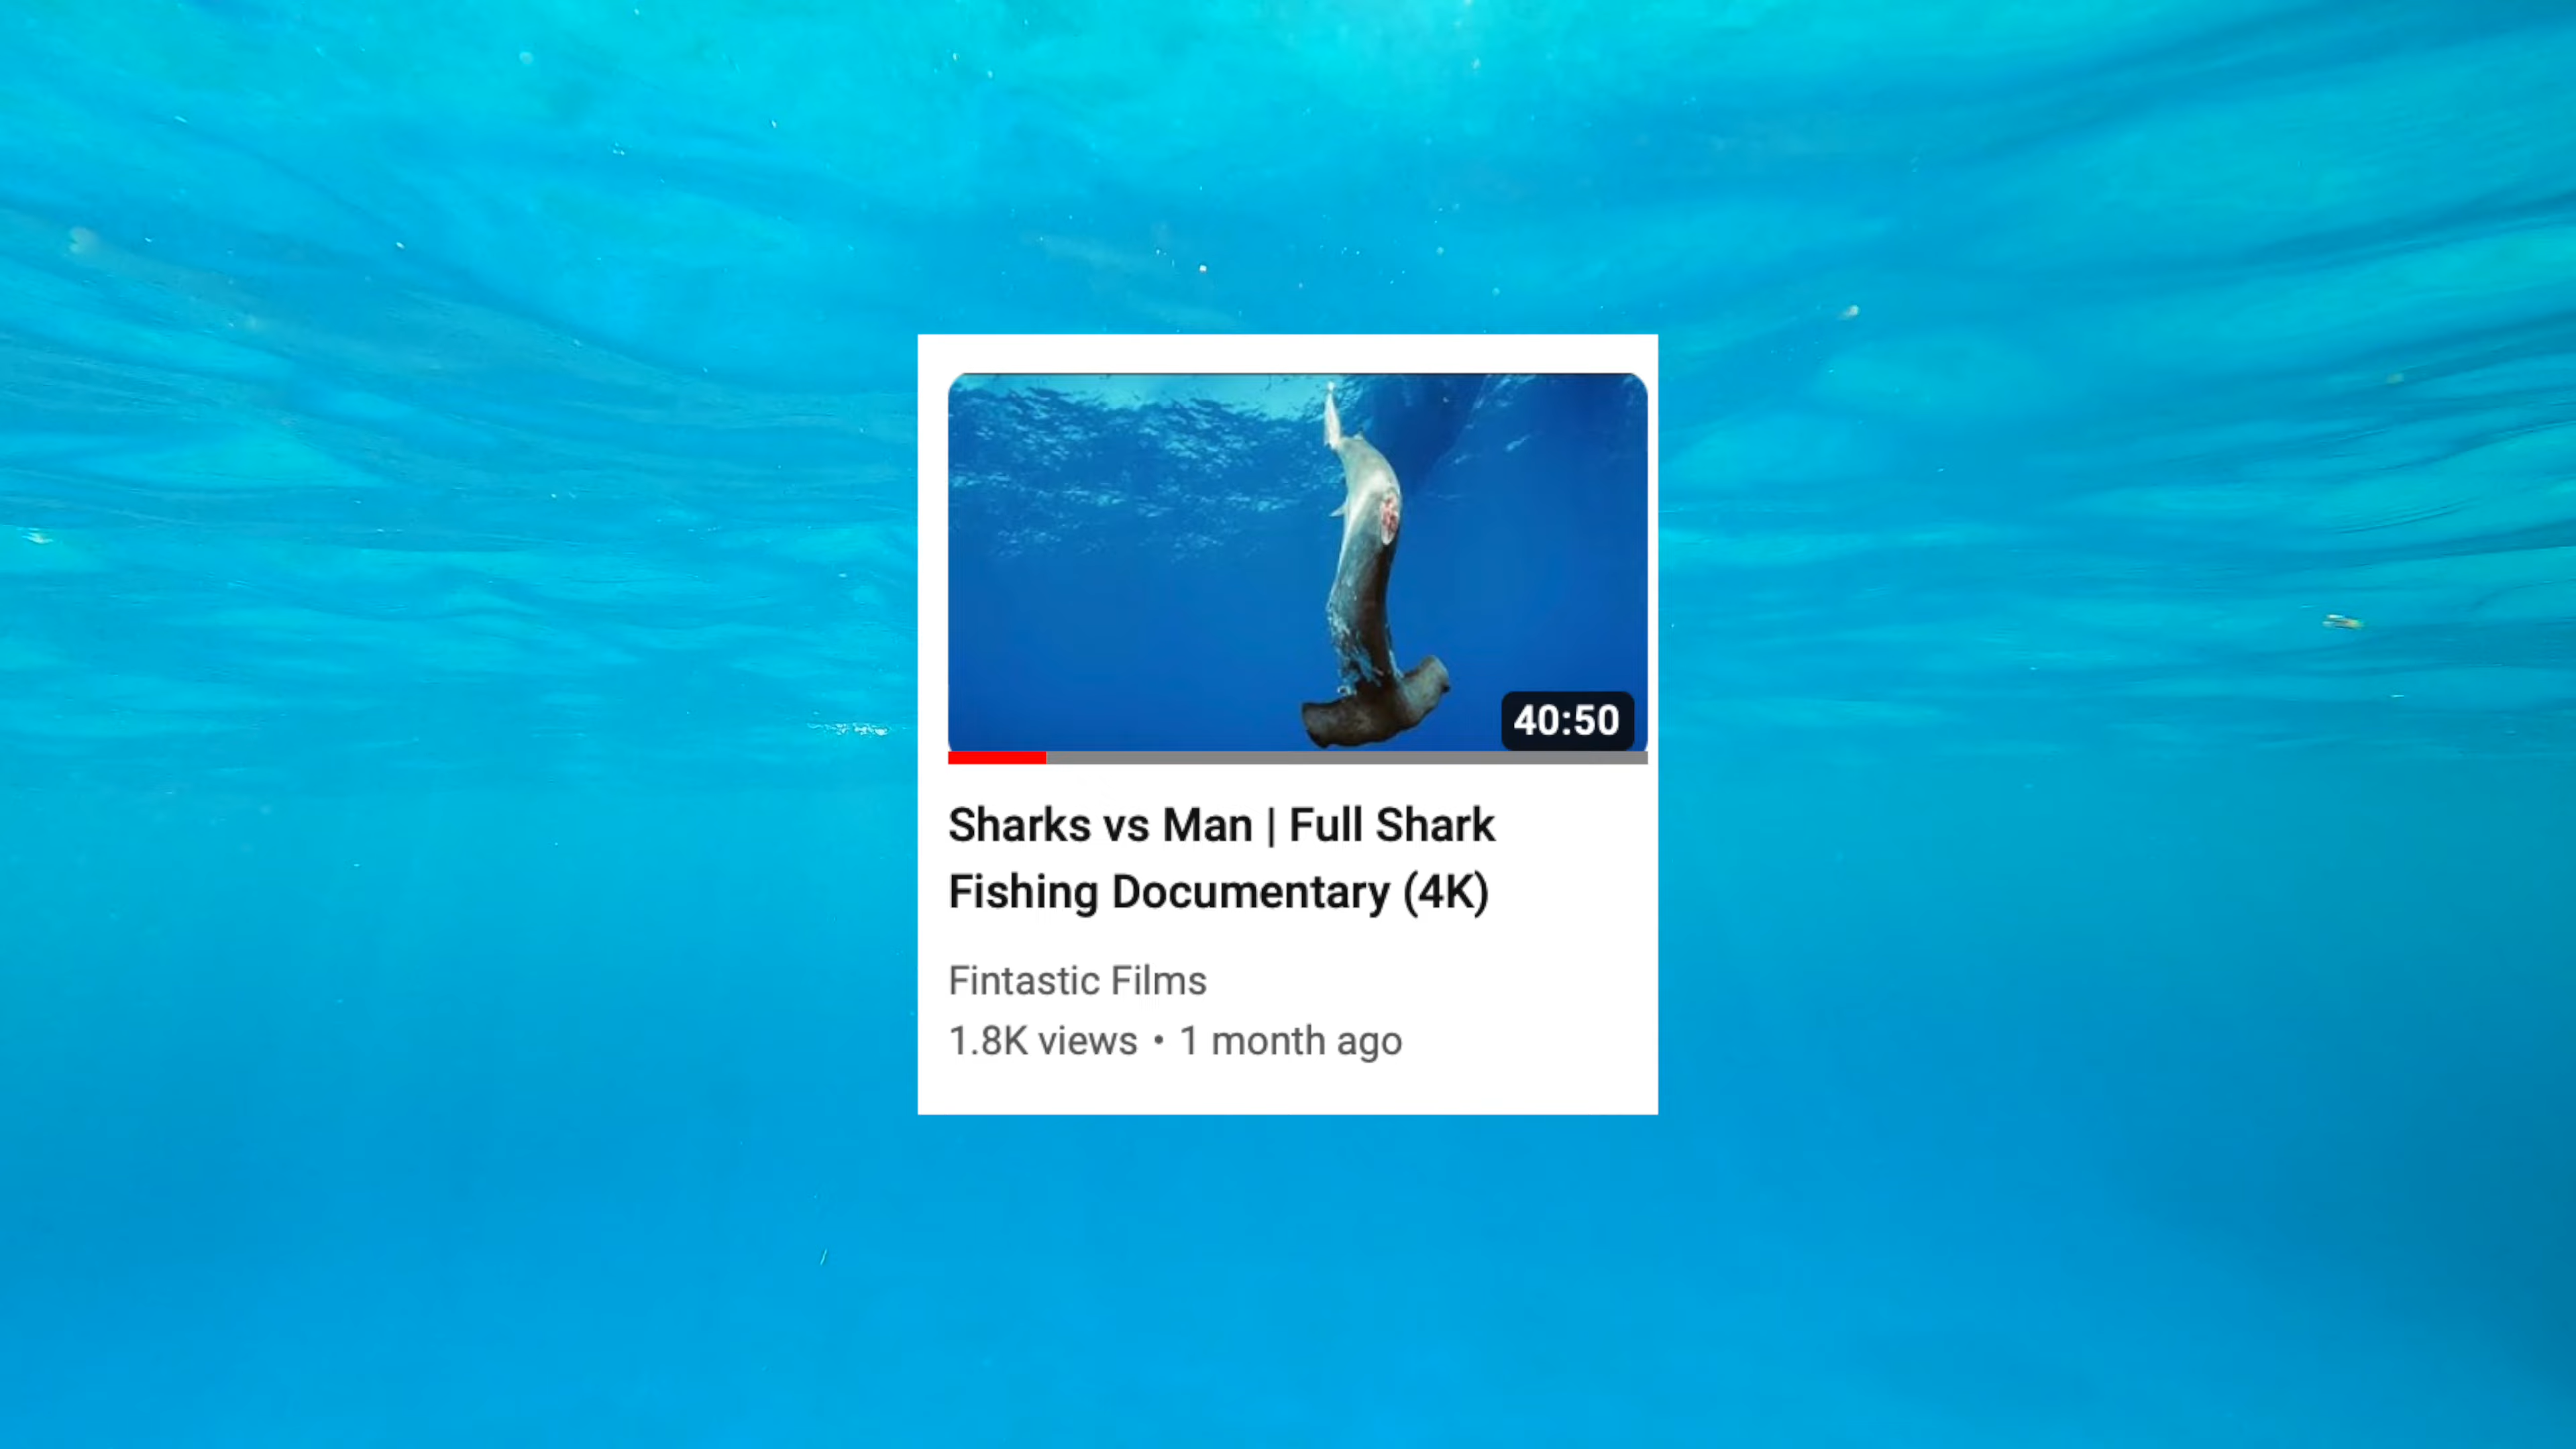 40:50
Sharks vs Man | Full Shark
Fishing Documentary (4K)
Fintastic Films
1.8K views • 1 month ago